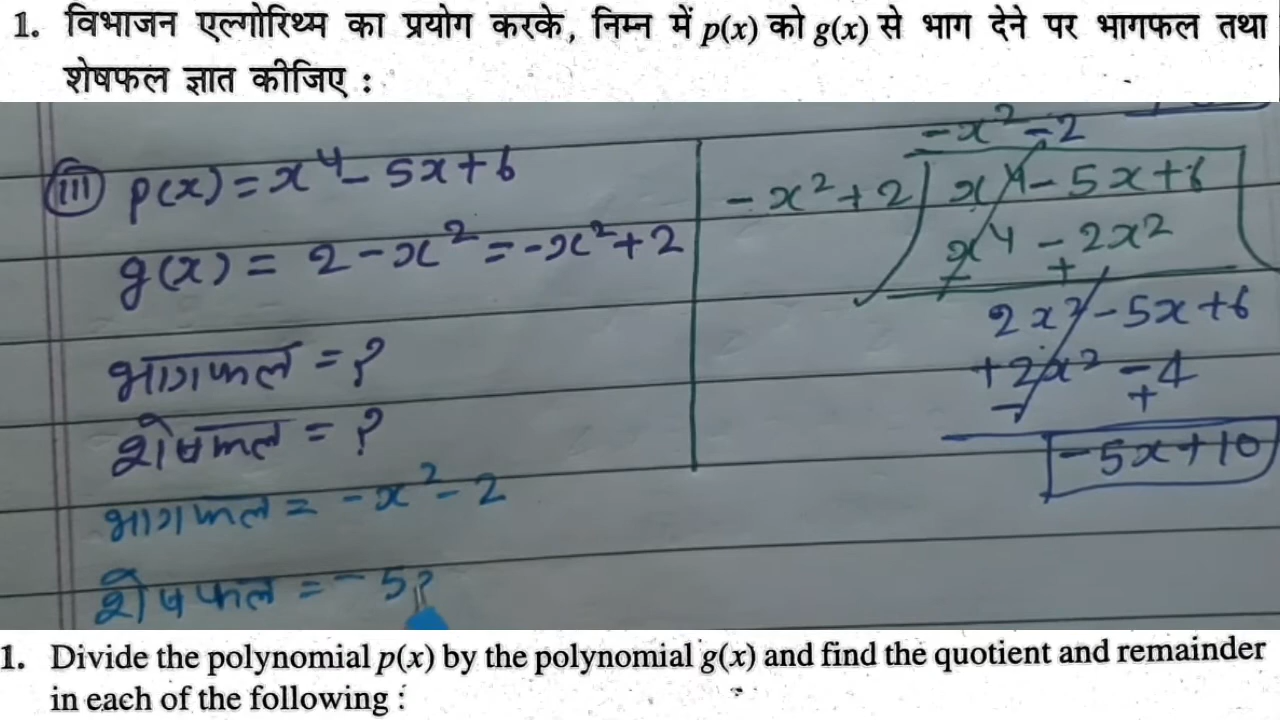 1. विभाजन एल्गोरिथ्म का प्रयोग करके, निम्न में p(x) को g(x) से भाग देने पर भागफल तथा
शेषफल ज्ञात कीजिए :
(iii) p(x) = x⁴ - 5x + 6
g(x) = 2 - x² = -x² + 2
भागफल = ?
शेषफल = ?
भागफल = -x² - 2
शेषफल = - 5
-x² - 2
-x² + 2 ) x⁴ - 5x + 6
x⁴ - 2x²
- +
2x² - 5x + 6
+2x² - 4
- +
-5x + 10
1. Divide the polynomial p(x) by the polynomial g(x) and find the quotient and remainder
in each of the following :